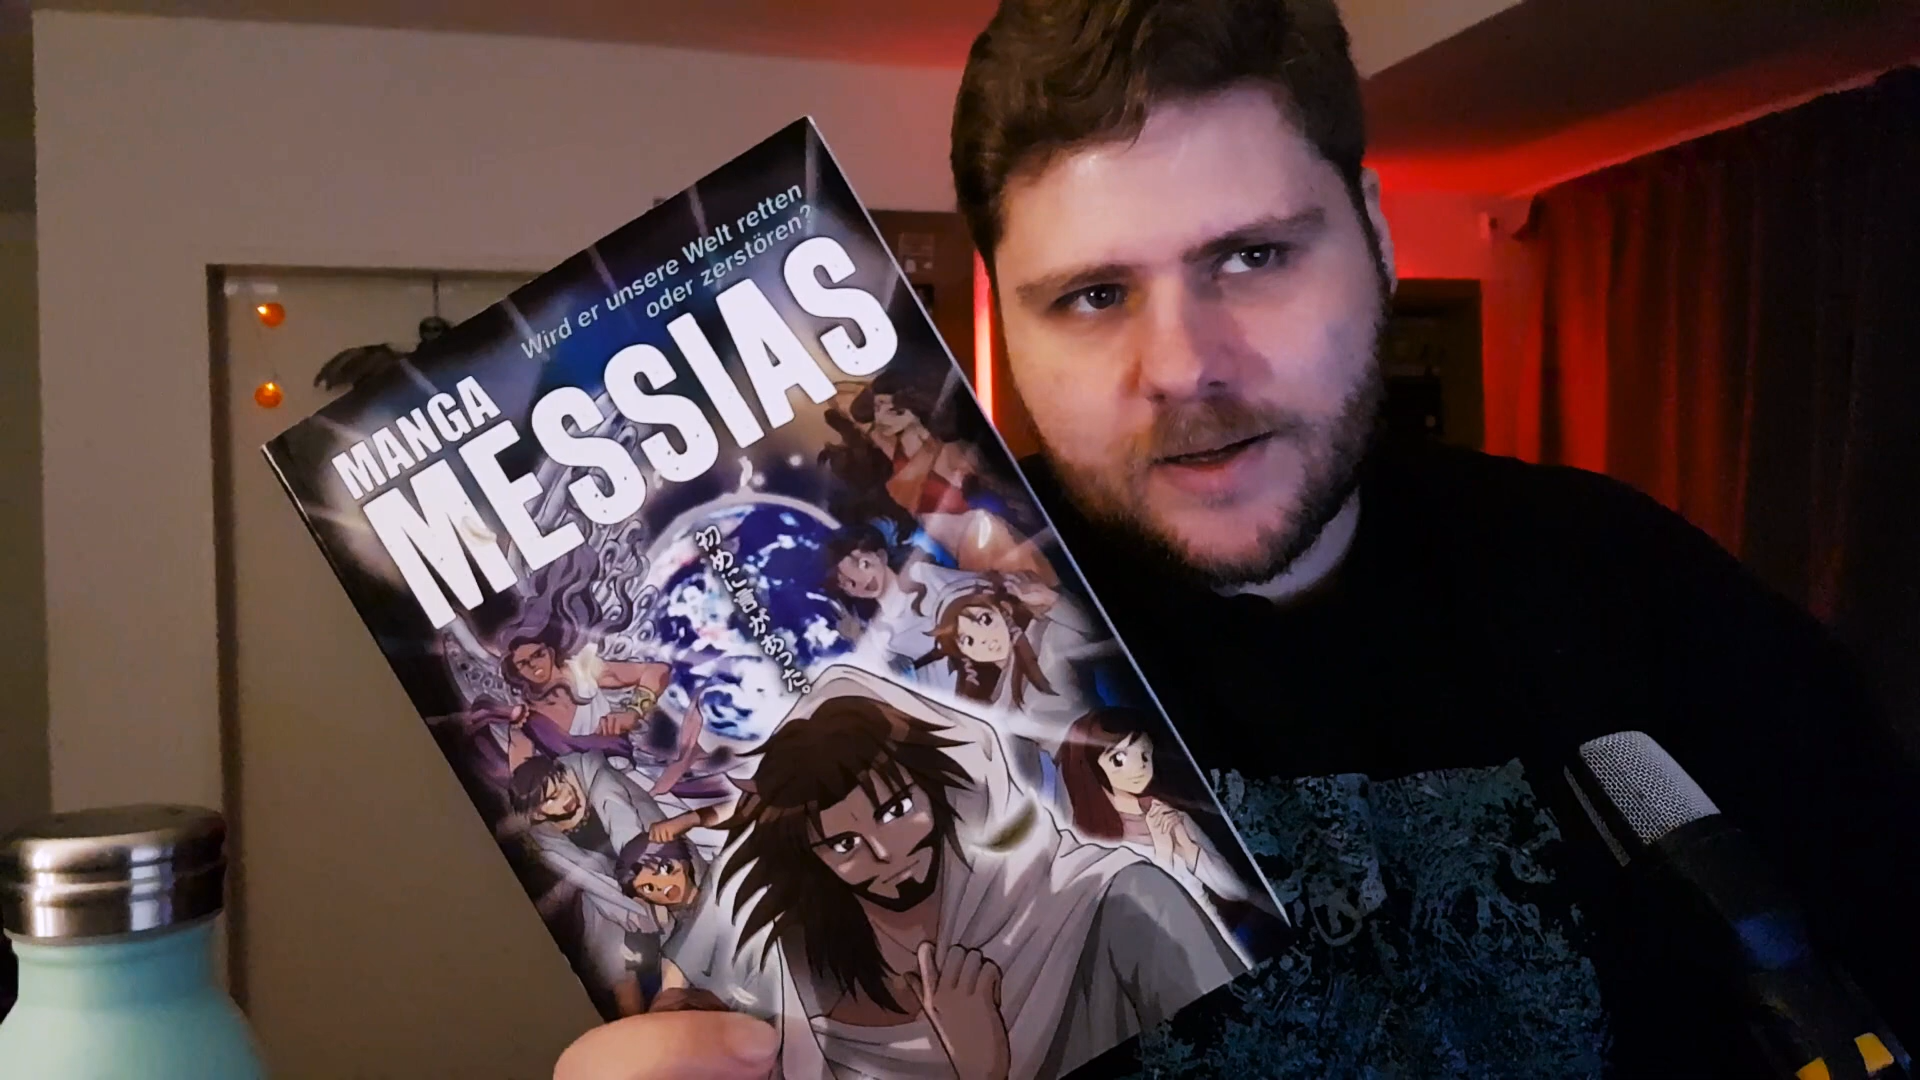 Wird er unsere Welt retten
oder zerstören?
MANGA
MESSIAS
初めに言があった。